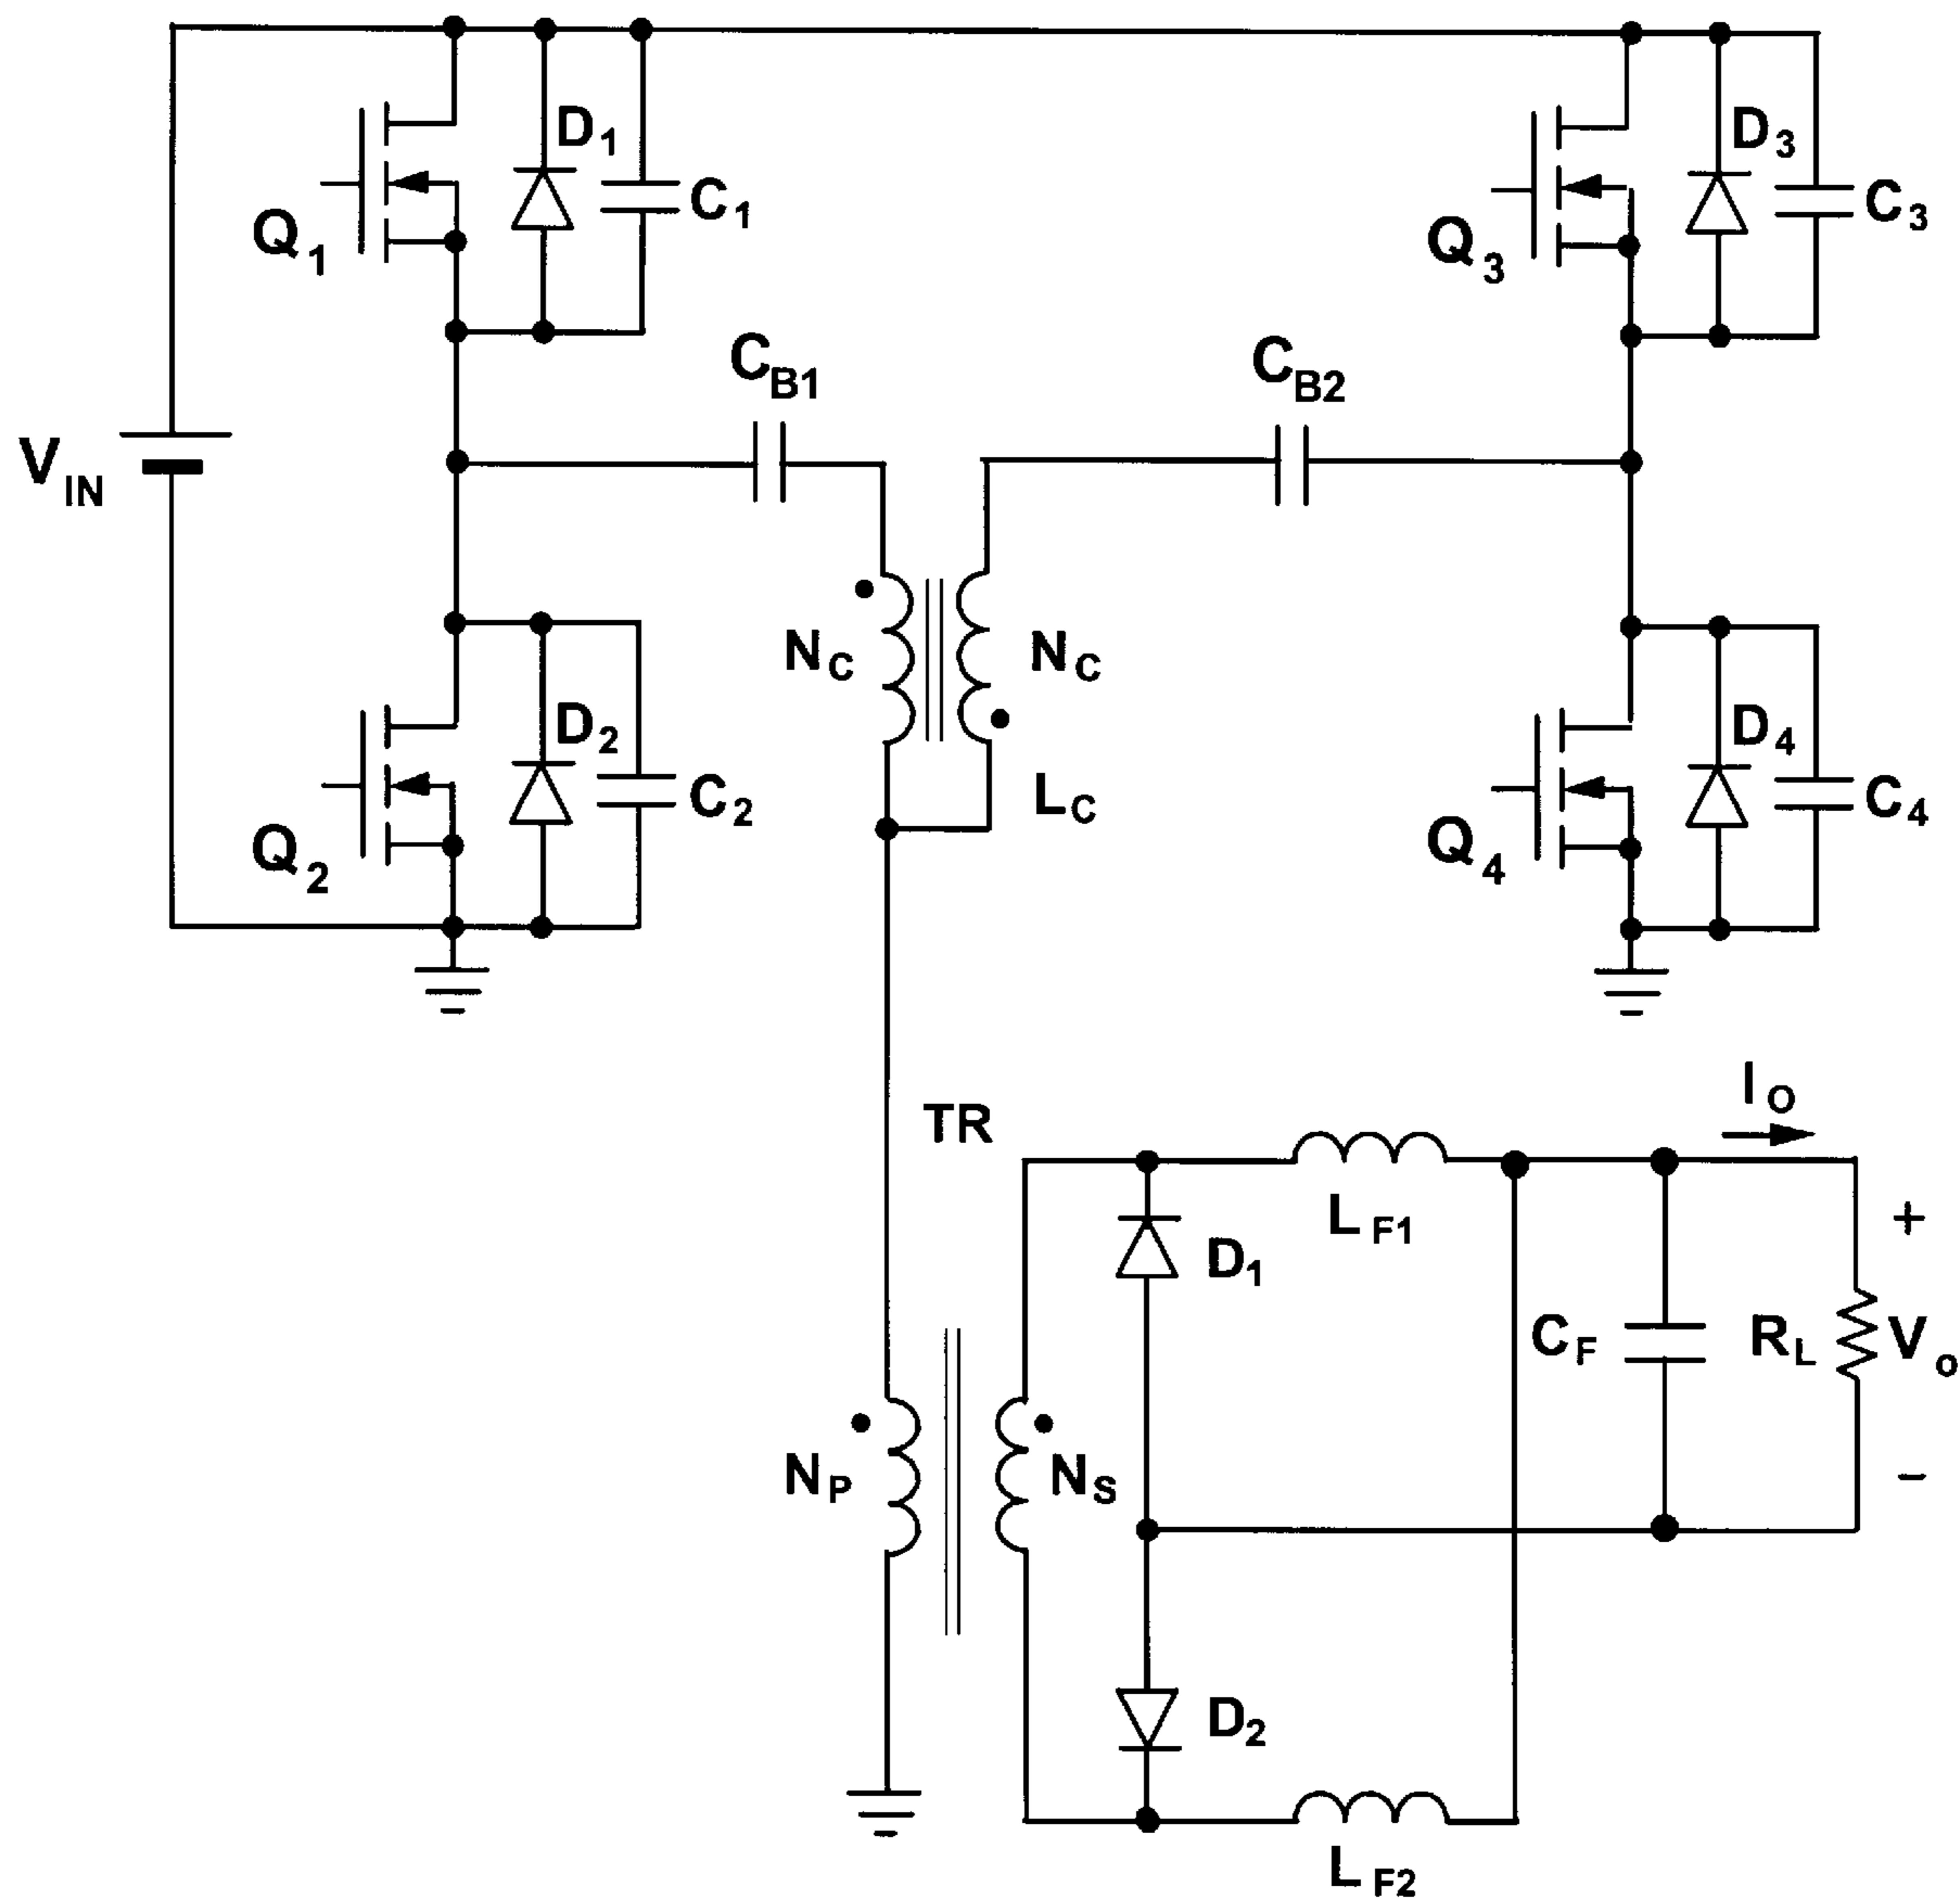 D1
C1
Q1
D3
C3
Q3
CB1
CB2
VIN
NC
NC
D2
C2
Q2
LC
D4
C4
Q4
IO
TR
LF1
+
D1
CF
RL
Vo
NP
NS
−
D2
LF2